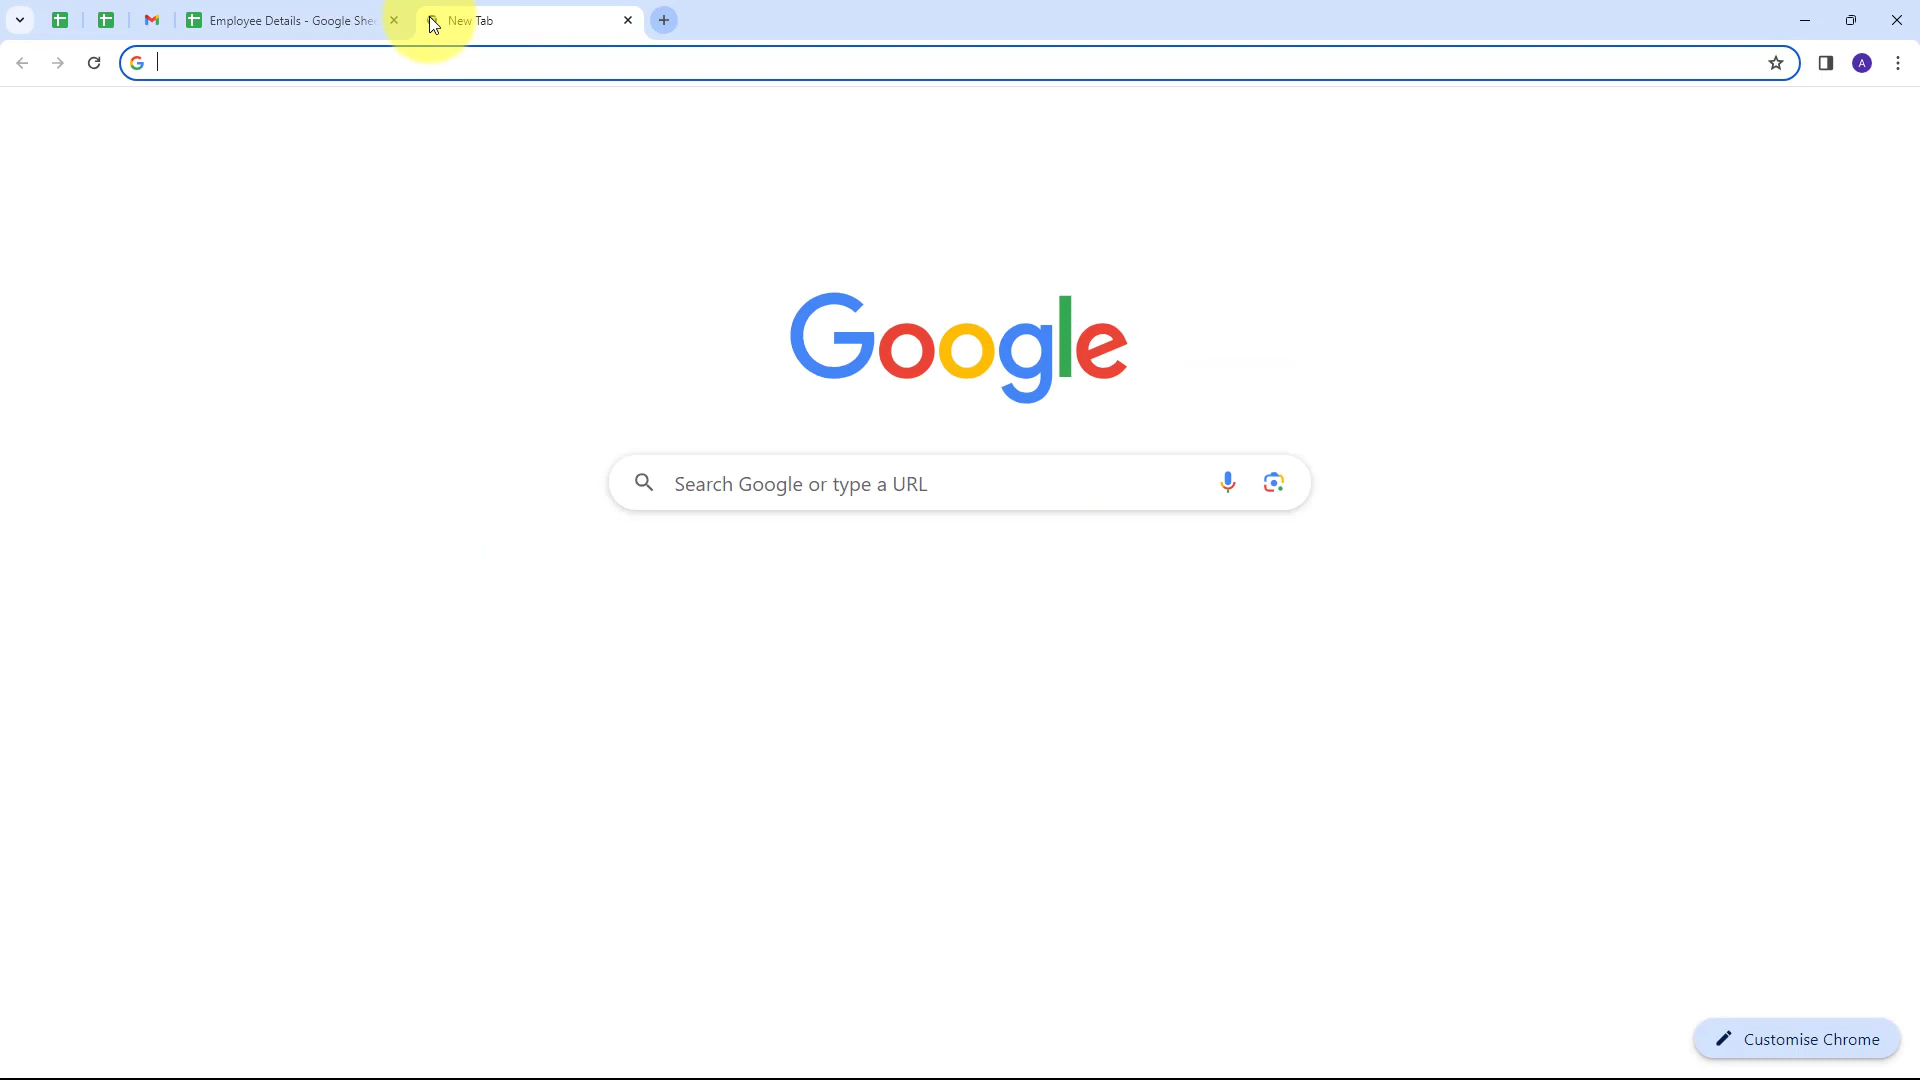 Employee Details - Google She
New Tab
A
Google
Search Google or type a URL
Customise Chrome